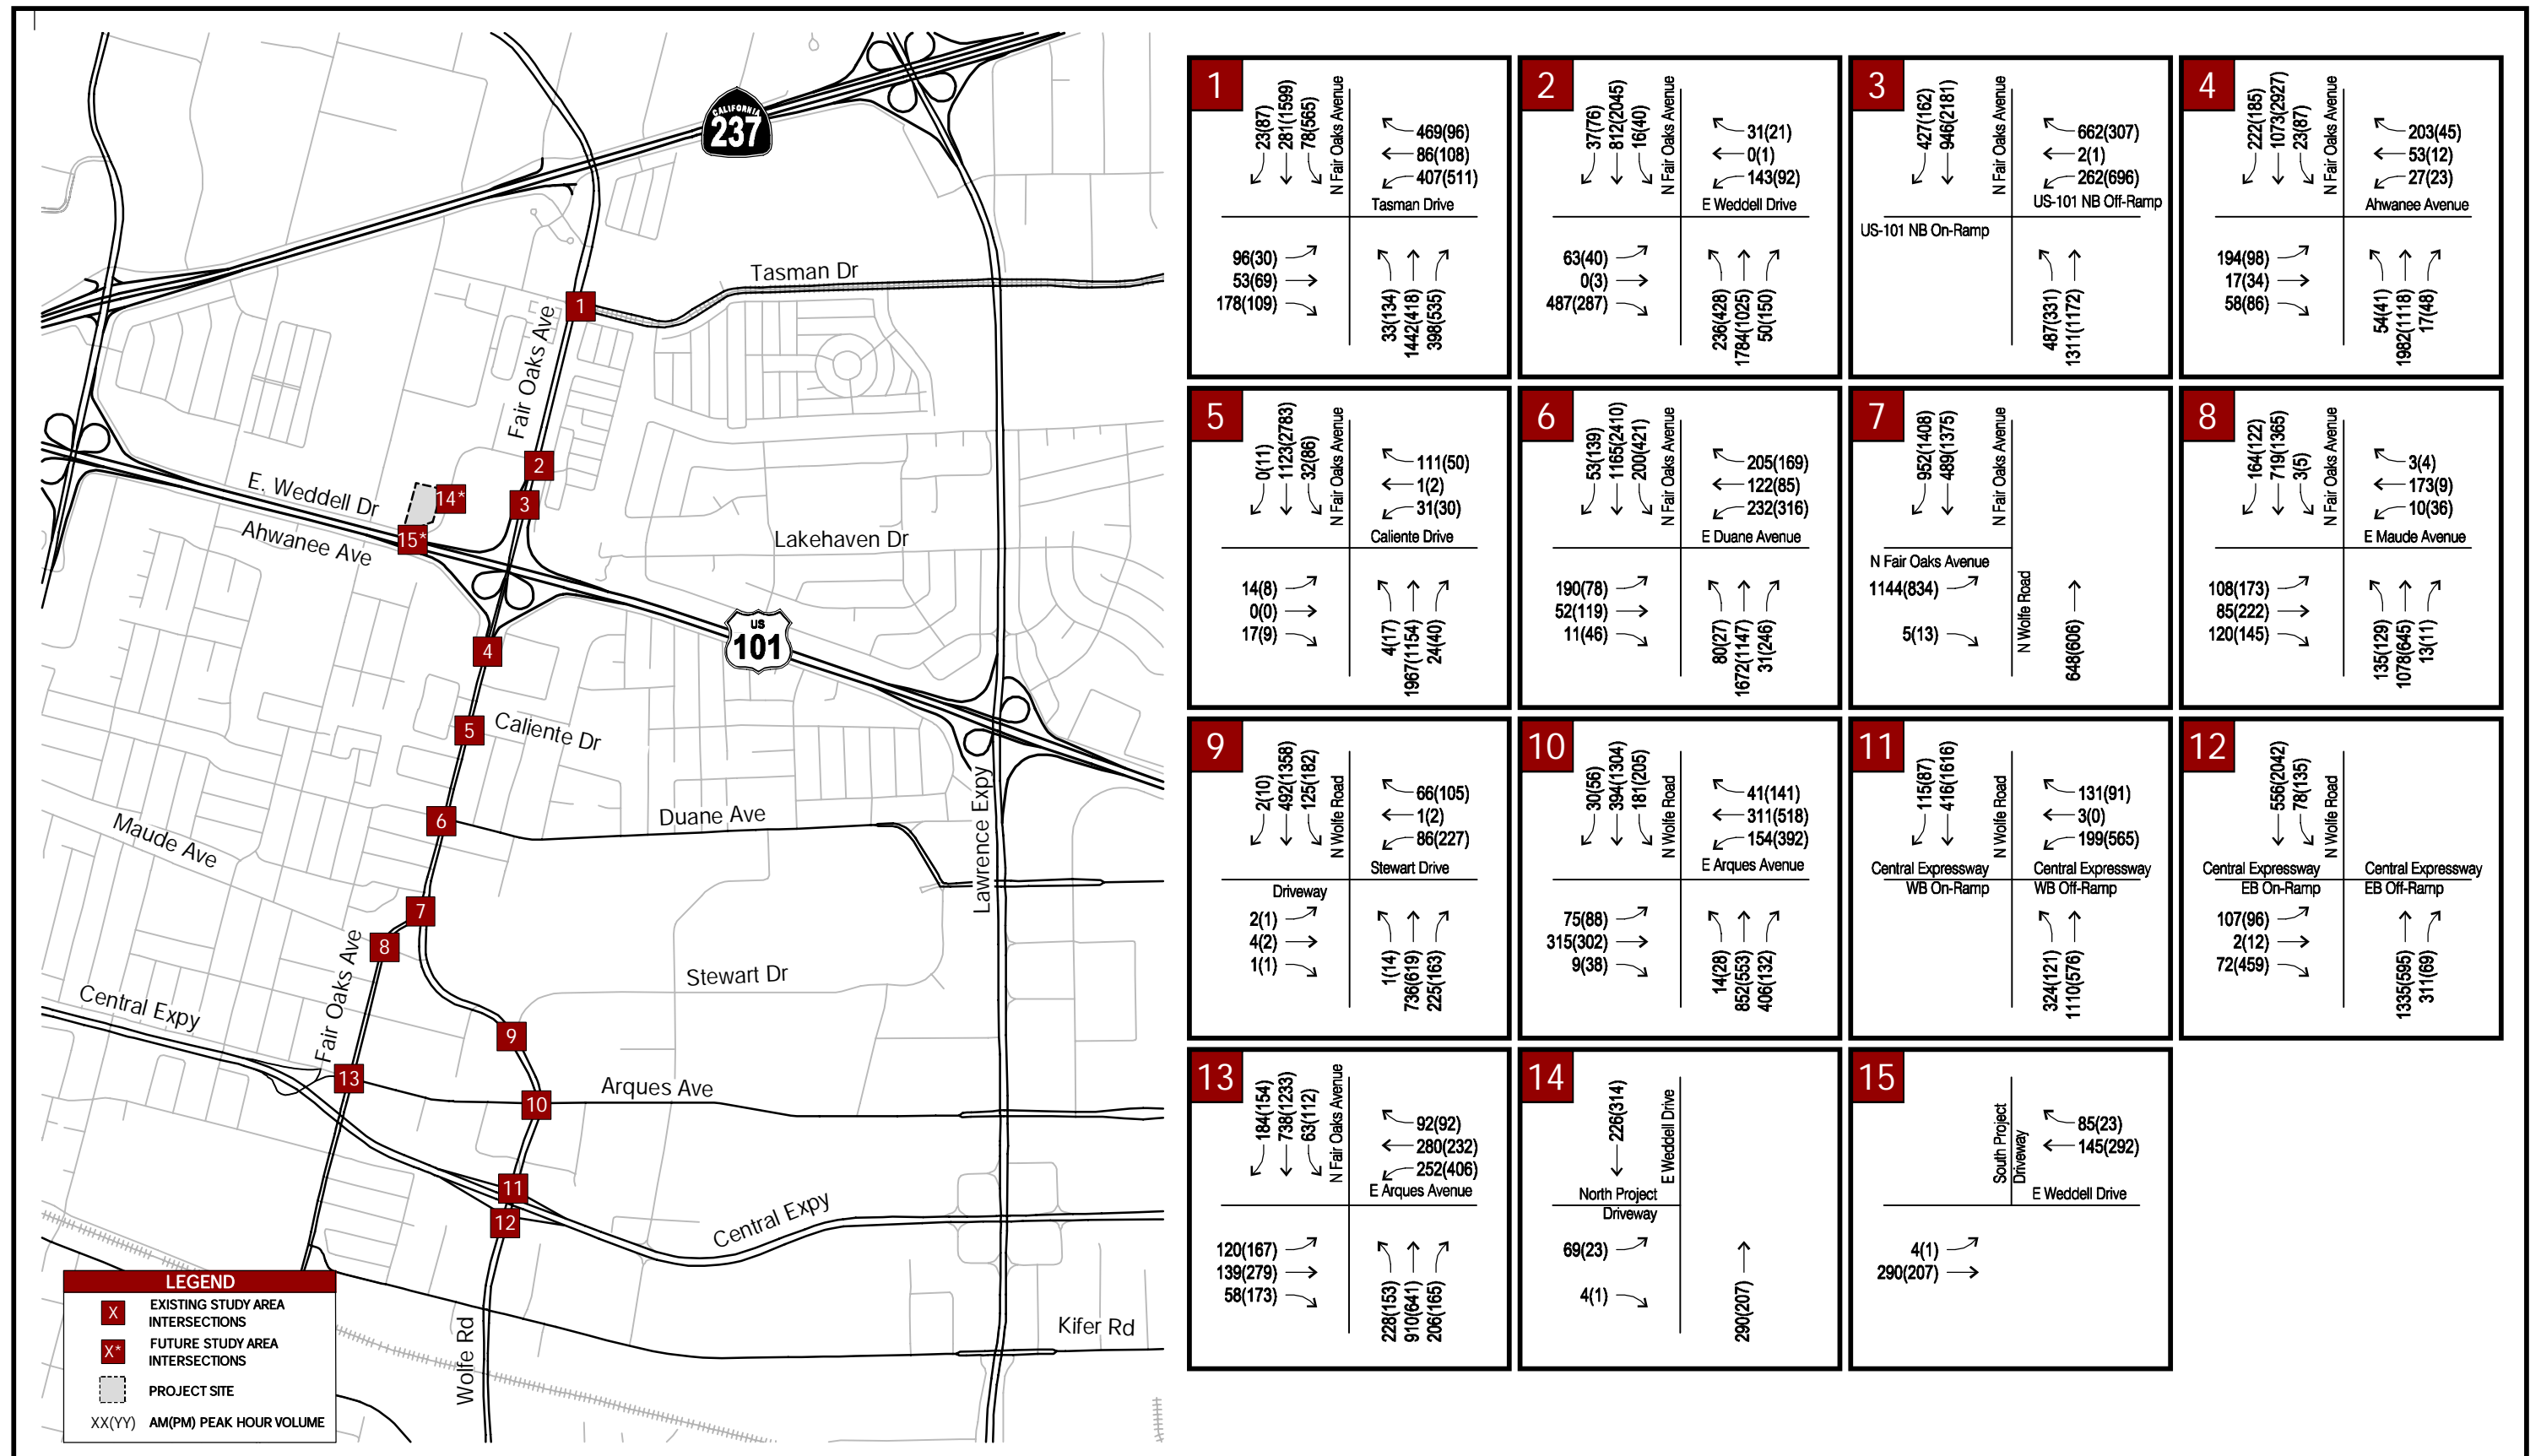 CALIFORNIA
237
Tasman Dr
1
Fair Oaks Ave
2
E. Weddell Dr
14*
3
15*
Ahwanee Ave
Lakehaven Dr
US
101
4
5
Caliente Dr
Lawrence Expy
Duane Ave
6
Maude Ave
7
8
Fair Oaks Ave
Stewart Dr
Central Expy
9
13
10
Arques Ave
11
12
Central Expy
Kifer Rd
Wolfe Rd
LEGEND
X
EXISTING STUDY AREA
INTERSECTIONS
X*
FUTURE STUDY AREA
INTERSECTIONS
PROJECT SITE
XX(YY) AM(PM) PEAK HOUR VOLUME
1
23(87)
281(1599)
78(565)
N Fair Oaks Avenue
469(96)
86(108)
407(511)
Tasman Drive
96(30)
53(69)
178(109)
33(134)
1442(418)
398(535)
2
37(76)
812(2045)
16(40)
N Fair Oaks Avenue
31(21)
0(1)
143(92)
E Weddell Drive
63(40)
0(3)
487(287)
236(428)
1784(1025)
50(150)
3
427(162)
946(2181)
N Fair Oaks Avenue
662(307)
2(1)
262(696)
US-101 NB Off-Ramp
US-101 NB On-Ramp
487(331)
1311(1172)
4
222(185)
1073(2927)
23(87)
N Fair Oaks Avenue
203(45)
53(12)
27(23)
Ahwanee Avenue
194(98)
17(34)
58(86)
54(41)
1982(1118)
17(48)
5
0(11)
1123(2783)
32(86)
N Fair Oaks Avenue
111(50)
1(2)
31(30)
Caliente Drive
14(8)
0(0)
17(9)
4(17)
1967(1154)
24(40)
6
53(139)
1165(2410)
200(421)
N Fair Oaks Avenue
205(169)
122(85)
232(316)
E Duane Avenue
190(78)
52(119)
11(46)
80(27)
1672(1147)
31(246)
7
952(1408)
489(1375)
N Fair Oaks Avenue
N Fair Oaks Avenue
1144(834)
5(13)
N Wolfe Road
648(606)
8
164(122)
719(1365)
3(5)
N Fair Oaks Avenue
3(4)
173(9)
10(36)
E Maude Avenue
108(173)
85(222)
120(145)
135(129)
1078(645)
13(11)
9
2(10)
492(1358)
125(182)
N Wolfe Road
66(105)
1(2)
86(227)
Stewart Drive
Driveway
2(1)
4(2)
1(1)
1(14)
736(619)
225(163)
10
30(56)
394(1304)
181(205)
N Wolfe Road
41(141)
311(518)
154(392)
E Arques Avenue
75(88)
315(302)
9(38)
14(28)
852(553)
406(132)
11
115(87)
416(1616)
N Wolfe Road
131(91)
3(0)
199(565)
Central Expressway
WB On-Ramp
Central Expressway
WB Off-Ramp
324(121)
1110(576)
12
556(2042)
78(135)
N Wolfe Road
Central Expressway
EB On-Ramp
Central Expressway
EB Off-Ramp
107(96)
2(12)
72(459)
1335(595)
311(69)
13
184(154)
738(1233)
63(112)
N Fair Oaks Avenue
92(92)
280(232)
252(406)
E Arques Avenue
120(167)
139(279)
58(173)
228(153)
910(641)
206(165)
14
226(314)
E Weddell Drive
North Project
Driveway
69(23)
4(1)
290(207)
15
South Project
Driveway
85(23)
145(292)
E Weddell Drive
4(1)
290(207)